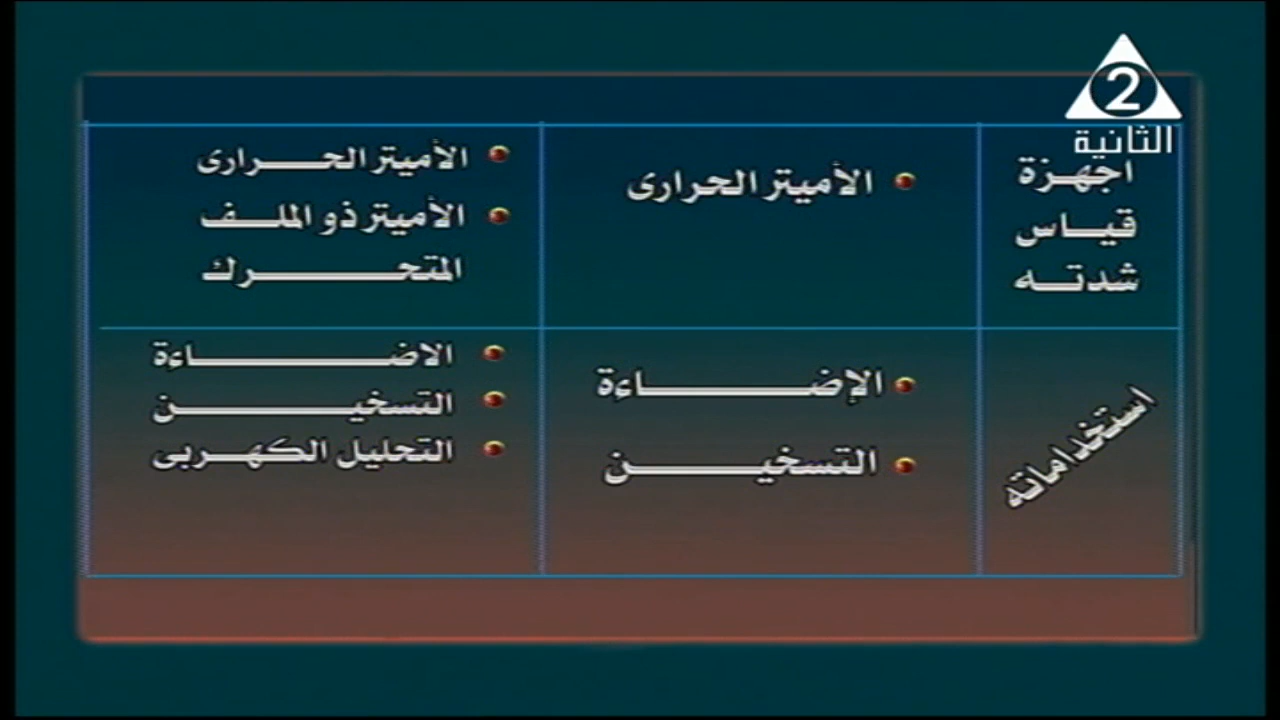 2
الثانية
اجهزة
قياس
شدته
الأميتر الحرارى
الأميتر الحرارى
الأميتر ذو الملف
المتحرك
استخداماته
الإضاءة
التسخين
الاضاءة
التسخين
التحليل الكهربى